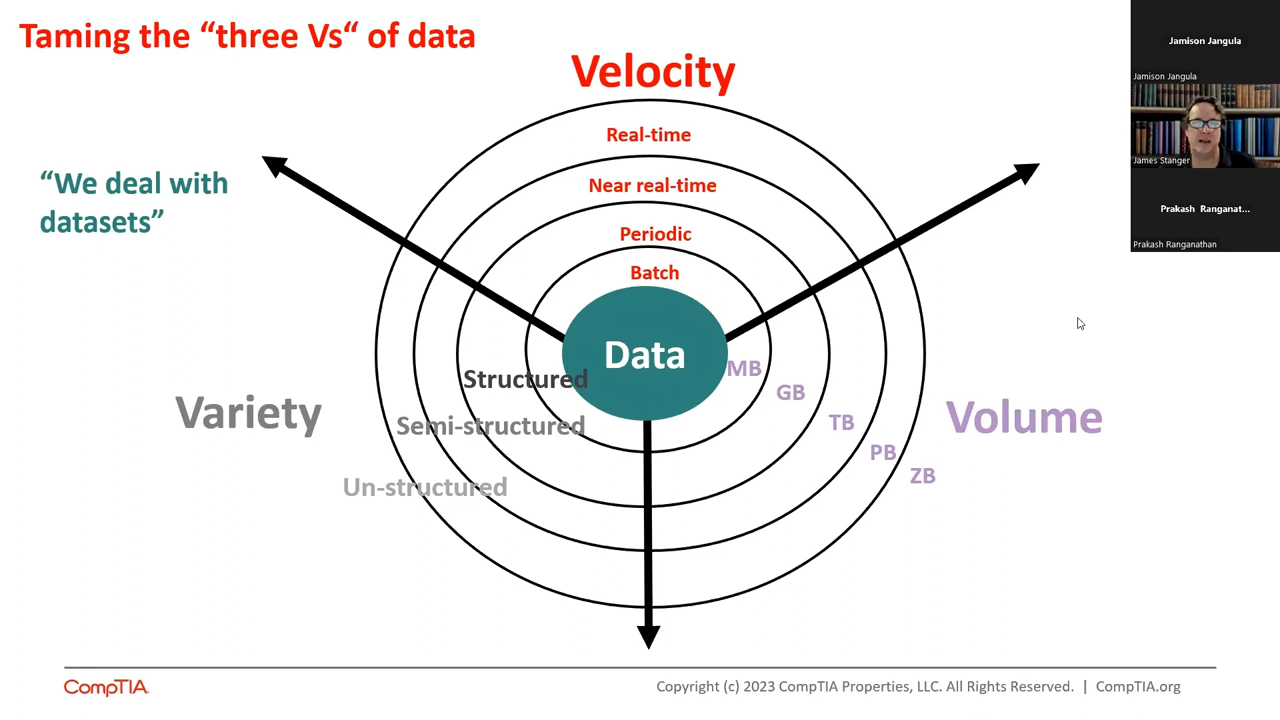 Taming the “three Vs“ of data
Velocity
Real-time
Near real-time
Periodic
Batch
“We deal with
datasets”
Data
Structured
Semi-structured
Un-structured
Variety
MB
GB
TB
PB
ZB
Volume
Jamison Jangula
Jamison Jangula
James Stanger
Prakash Ranganat...
Prakash Ranganathan
CompTIA
Copyright (c) 2023 CompTIA Properties, LLC. All Rights Reserved. | CompTIA.org